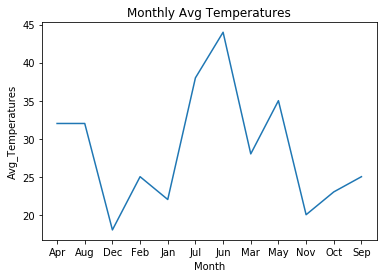 Monthly Avg Temperatures
Avg_Temperatures
45
40
35
30
25
20
Apr Aug Dec Feb Jan Jul Jun Mar May Nov Oct Sep
Month